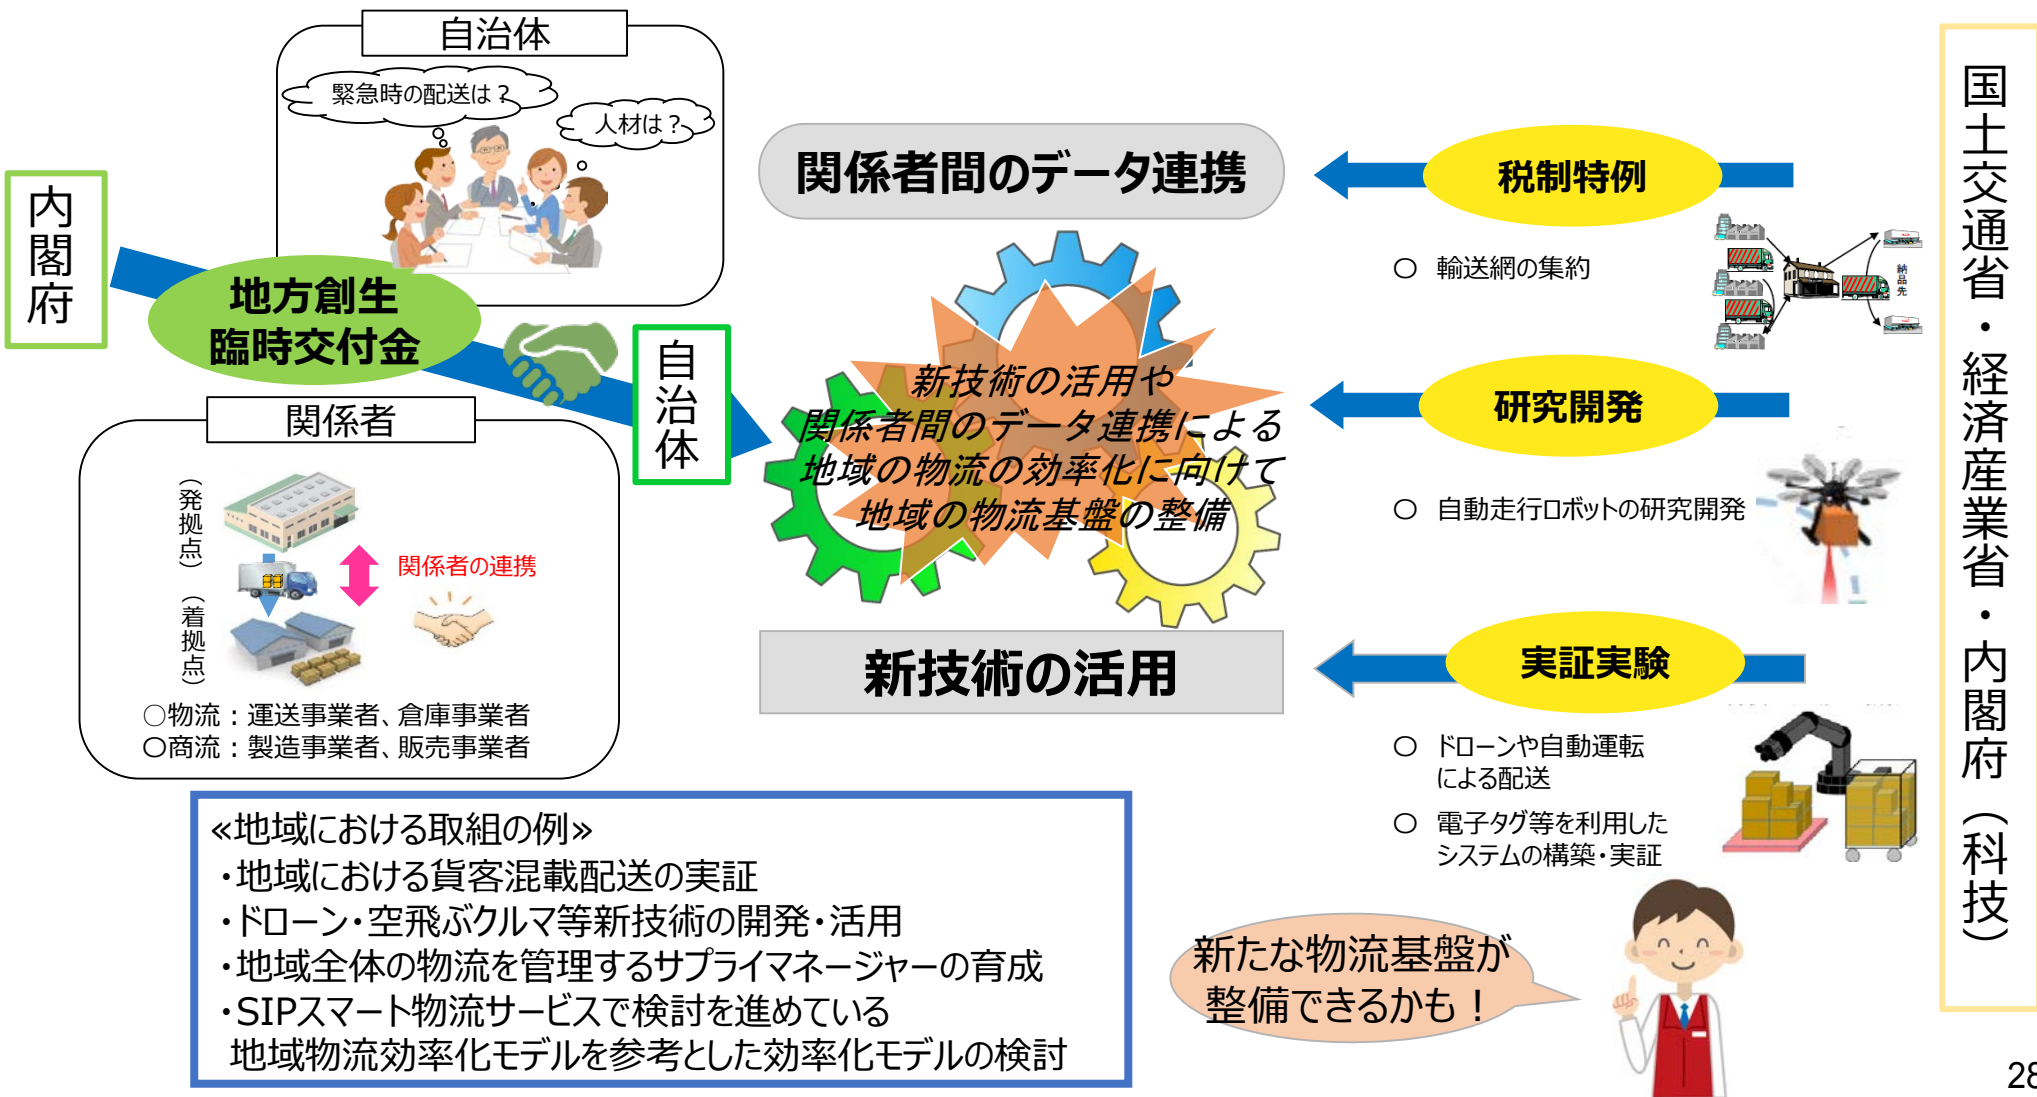 自治体
緊急時の配送は？
人材は？
内閣府
地方創生
臨時交付金
自治体
関係者
（発拠点）
（着拠点）
関係者の連携
○物流：運送事業者、倉庫事業者
○商流：製造事業者、販売事業者
関係者間のデータ連携
新技術の活用や
関係者間のデータ連携による
地域の物流の効率化に向けて
地域の物流基盤の整備
新技術の活用
税制特例
○ 輸送網の集約
納品先
研究開発
○ 自動走行ロボットの研究開発
実証実験
○ ドローンや自動運転
による配送
○ 電子タグ等を利用した
システムの構築・実証
国土交通省・経済産業省・内閣府（科技）
≪地域における取組の例≫
・地域における貨客混載配送の実証
・ドローン・空飛ぶクルマ等新技術の開発・活用
・地域全体の物流を管理するサプライマネージャーの育成
・SIPスマート物流サービスで検討を進めている
地域物流効率化モデルを参考とした効率化モデルの検討
新たな物流基盤が
整備できるかも！
28